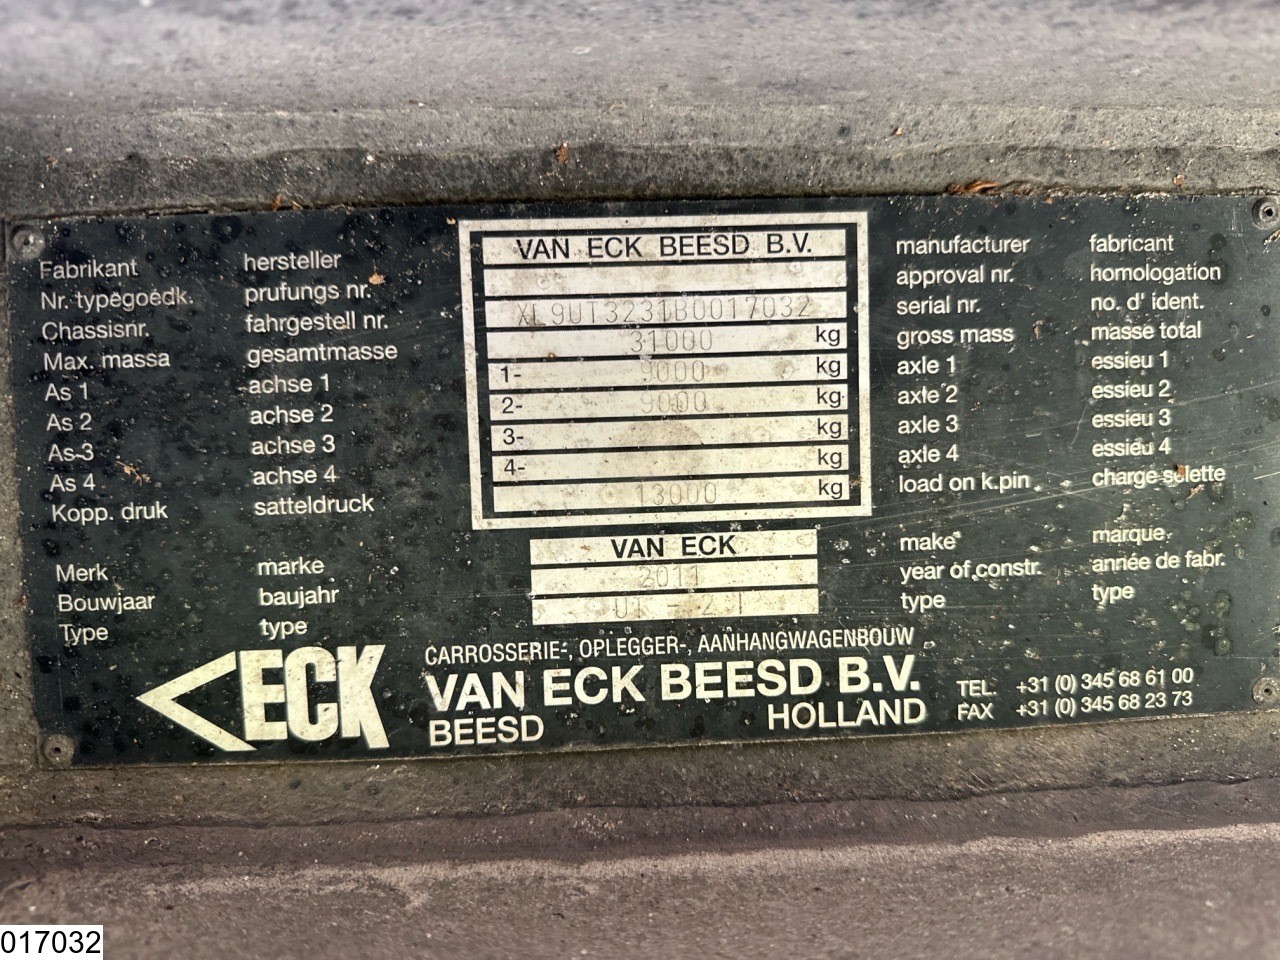 Fabrikant hersteller VAN ECK BEESD B.V. manufacturer fabricant
Nr. typegoedk. prufungs nr. approval nr. homologation
Chassisnr. fahrgestell nr. XL9UT3231B0017032 serial nr. no. d' ident.
Max. massa gesamtmasse 31000 kg gross mass masse total
As 1 achse 1 1- 9000 kg axle 1 essieu 1
As 2 achse 2 2- 9000 kg axle 2 essieu 2
As 3 achse 3 3- kg axle 3 essieu 3
As 4 achse 4 4- kg axle 4 essieu 4
Kopp. druk satteldruck 13000 kg load on k.pin charge sellette
Merk marke VAN ECK make marque
Bouwjaar baujahr 2011 year of constr. année de fabr.
Type type type type
ECK
CARROSSERIE-, OPLEGGER-, AANHANGWAGENBOUW
VAN ECK BEESD B.V.
BEESD HOLLAND
TEL. +31 (0) 345 68 61 00
FAX +31 (0) 345 68 23 73
017032